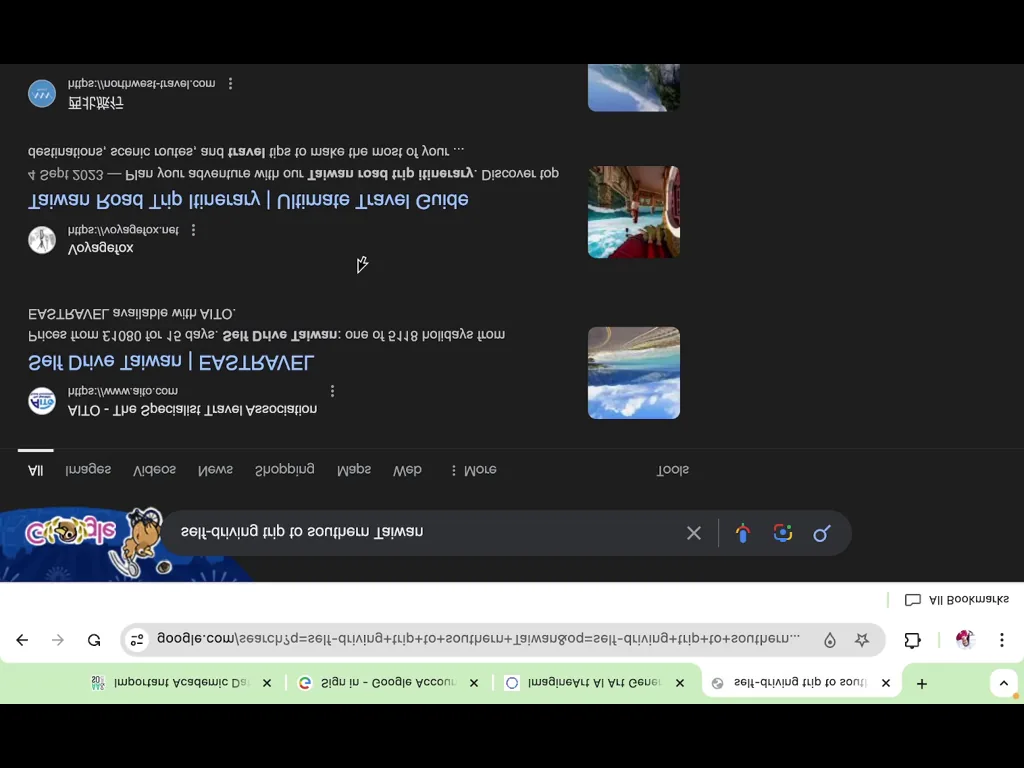 Important Academic Da
Sign in - Google Accoun
ImagineArt AI Art Gener
self-driving trip to sout
google.com/search?q=self-driving+trip+to+southern+Taiwan&oq=self-driving+trip+to+southern...
All Bookmarks
Google
self-driving trip to southern Taiwan
All
Images
Videos
News
Shopping
Maps
Web
More
Tools
AITO - The Specialist Travel Association
https://www.aito.com
Self Drive Taiwan | EASTRAVEL
Prices from £1080 for 15 days. Self Drive Taiwan: one of 5118 holidays from
EASTRAVEL available with AITO.
Voyagefox
https://voyagefox.net
Taiwan Road Trip Itinerary | Ultimate Travel Guide
4 Sept 2023 — Plan your adventure with our Taiwan road trip itinerary. Discover top
destinations, scenic routes, and travel tips to make the most of your ...
西北旅行
https://northwest-travel.com